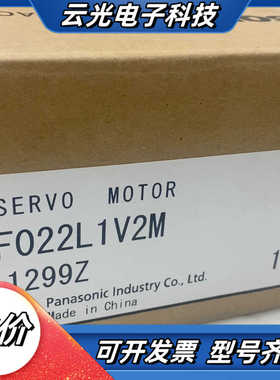 云光电子科技
SERVO MOTOR
F022L1V2M
1299Z
1
Panasonic Industry Co., Ltd.
Made in China
价
可开发票 型号齐